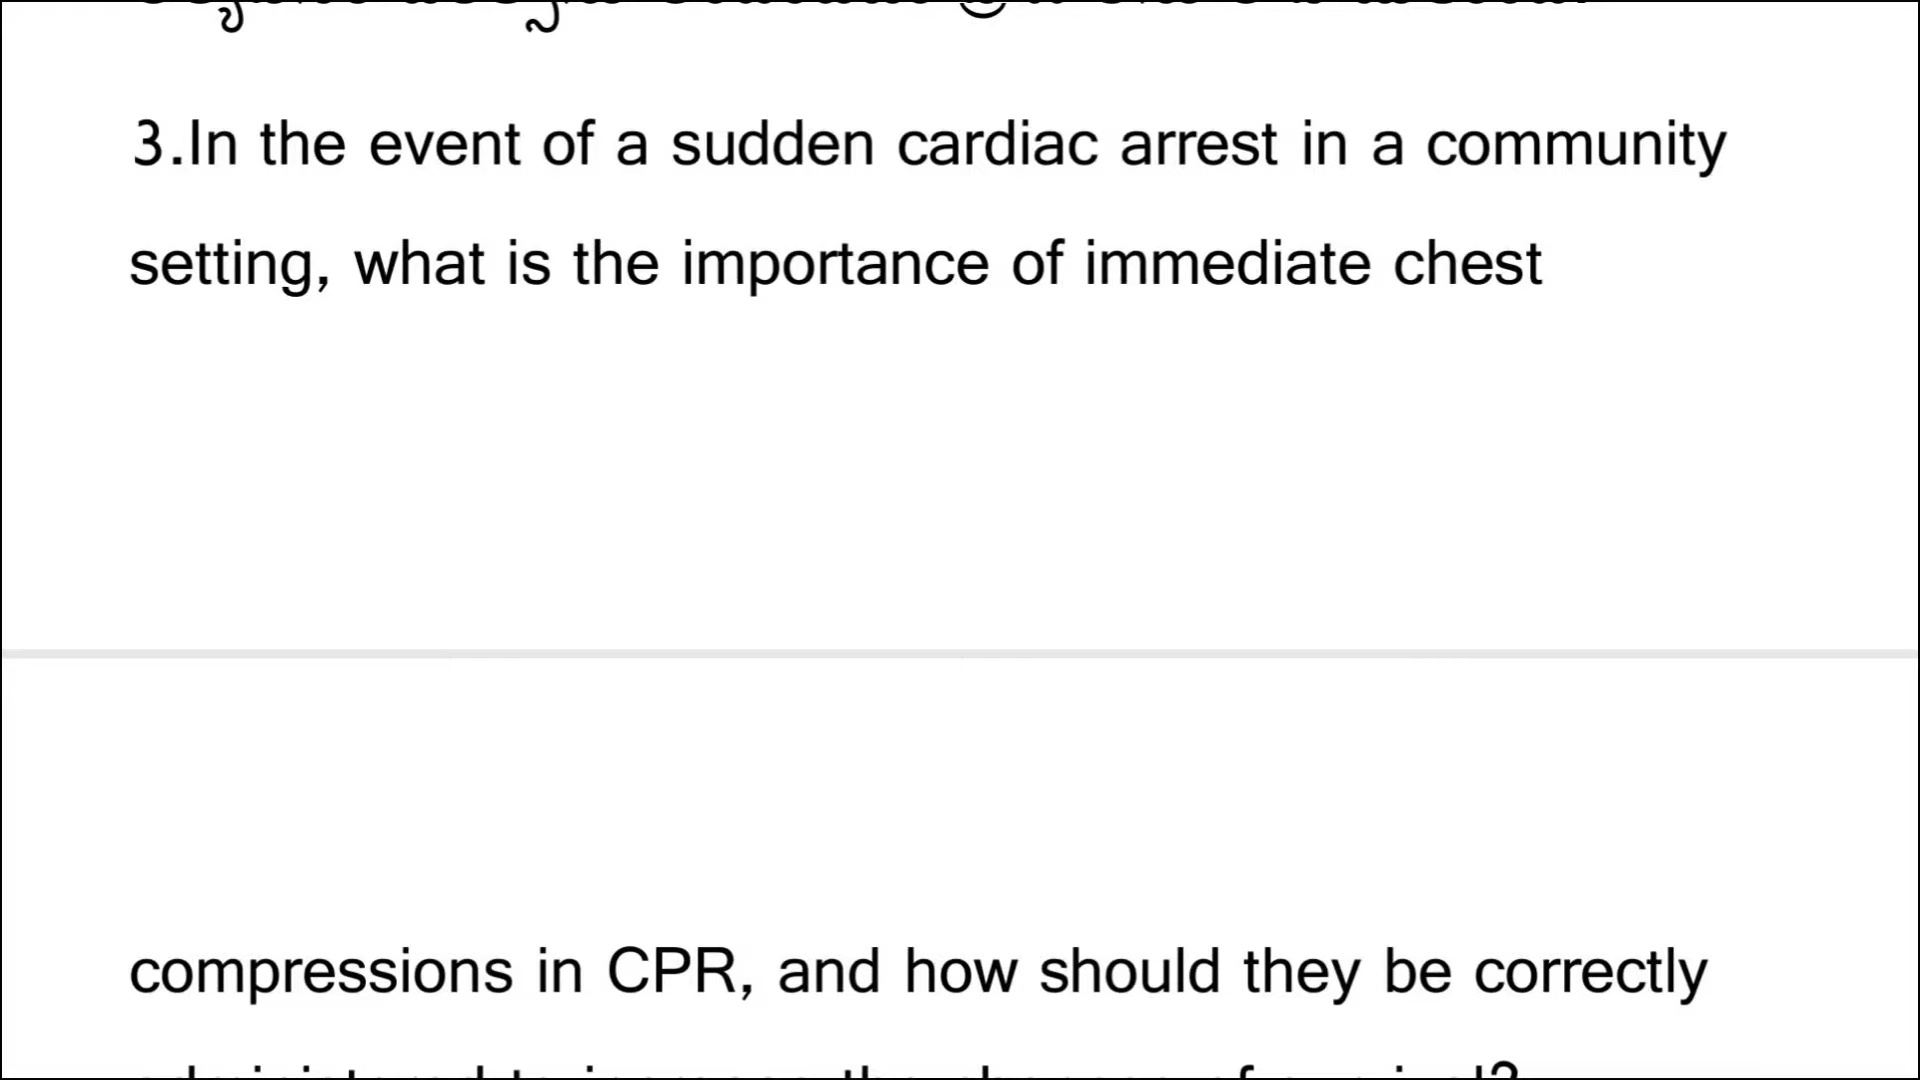 3.In the event of a sudden cardiac arrest in a community
setting, what is the importance of immediate chest
compressions in CPR, and how should they be correctly